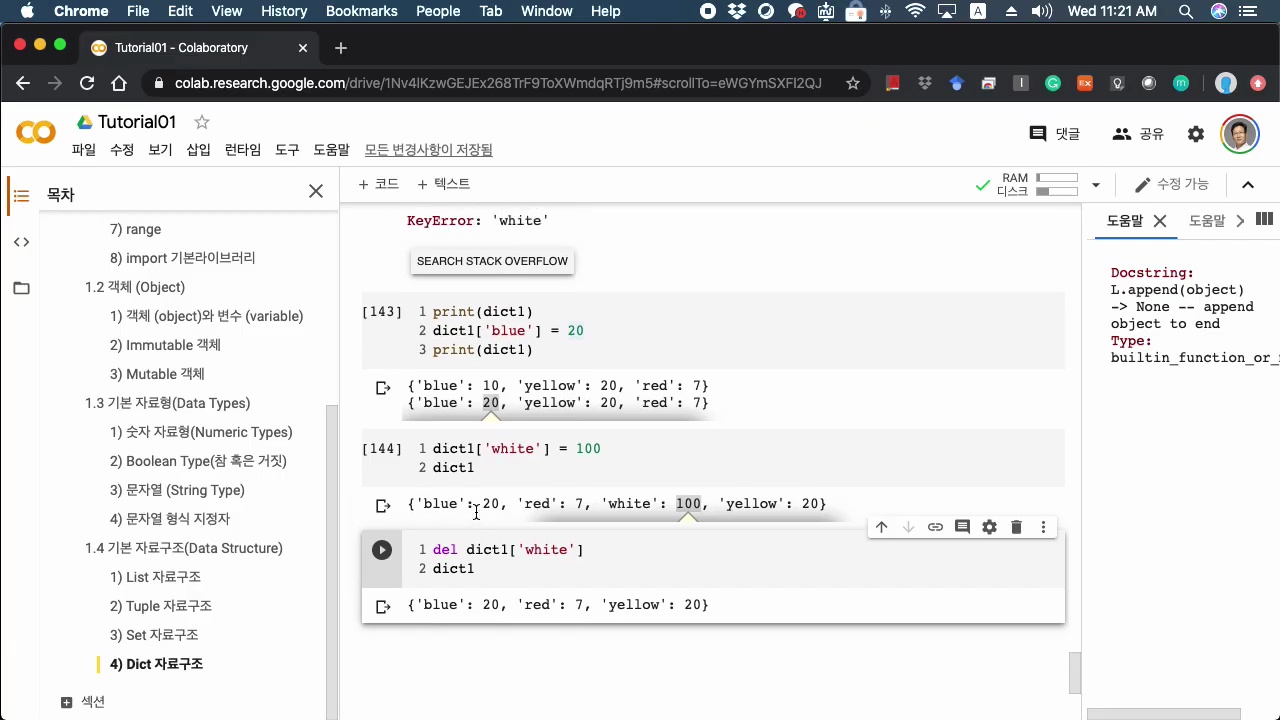 Chrome File Edit View History Bookmarks People Tab Window Help A Wed 11:21 AM
Tutorial01 - Colaboratory
colab.research.google.com/drive/1Nv4lKzwGEJEx268TrF9ToXWmdqRTj9m5#scrollTo=eWGYmSXFI2QJ
Tutorial01
파일 수정 보기 삽입 런타임 도구 도움말 모든 변경사항이 저장됨
댓글 공유
목차
+ 코드 + 텍스트
RAM
디스크
수정 가능
7) range
8) import 기본라이브러리
1.2 객체 (Object)
1) 객체 (object)와 변수 (variable)
2) Immutable 객체
3) Mutable 객체
1.3 기본 자료형(Data Types)
1) 숫자 자료형(Numeric Types)
2) Boolean Type(참 혹은 거짓)
3) 문자열 (String Type)
4) 문자열 형식 지정자
1.4 기본 자료구조(Data Structure)
1) List 자료구조
2) Tuple 자료구조
3) Set 자료구조
4) Dict 자료구조
섹션
KeyError: 'white'
SEARCH STACK OVERFLOW
[143] 1 print(dict1)
2 dict1['blue'] = 20
3 print(dict1)
{'blue': 10, 'yellow': 20, 'red': 7}
{'blue': 20, 'yellow': 20, 'red': 7}
[144] 1 dict1['white'] = 100
2 dict1
{'blue': 20, 'red': 7, 'white': 100, 'yellow': 20}
1 del dict1['white']
2 dict1
{'blue': 20, 'red': 7, 'yellow': 20}
도움말 도움말
Docstring:
L.append(object)
-> None -- append
object to end
Type:
builtin_function_or_